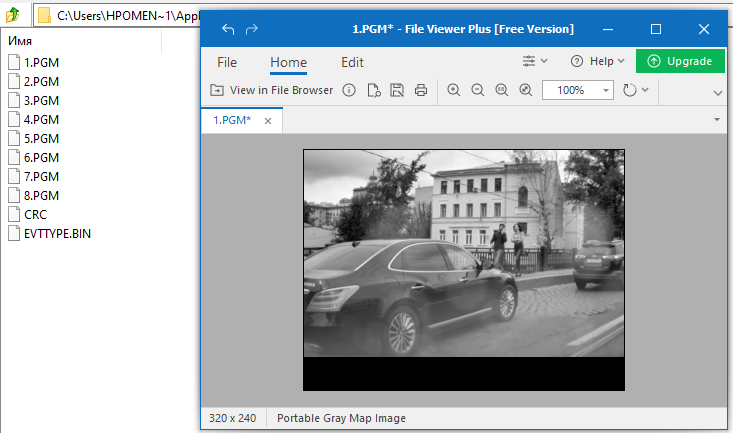 C:\Users\HPOMEN~1\Appl
Имя
1.PGM
2.PGM
3.PGM
4.PGM
5.PGM
6.PGM
7.PGM
8.PGM
CRC
EVTTYPE.BIN
1.PGM* - File Viewer Plus [Free Version]
File Home Edit Help Upgrade
View in File Browser 100%
1.PGM*
320 x 240 Portable Gray Map Image